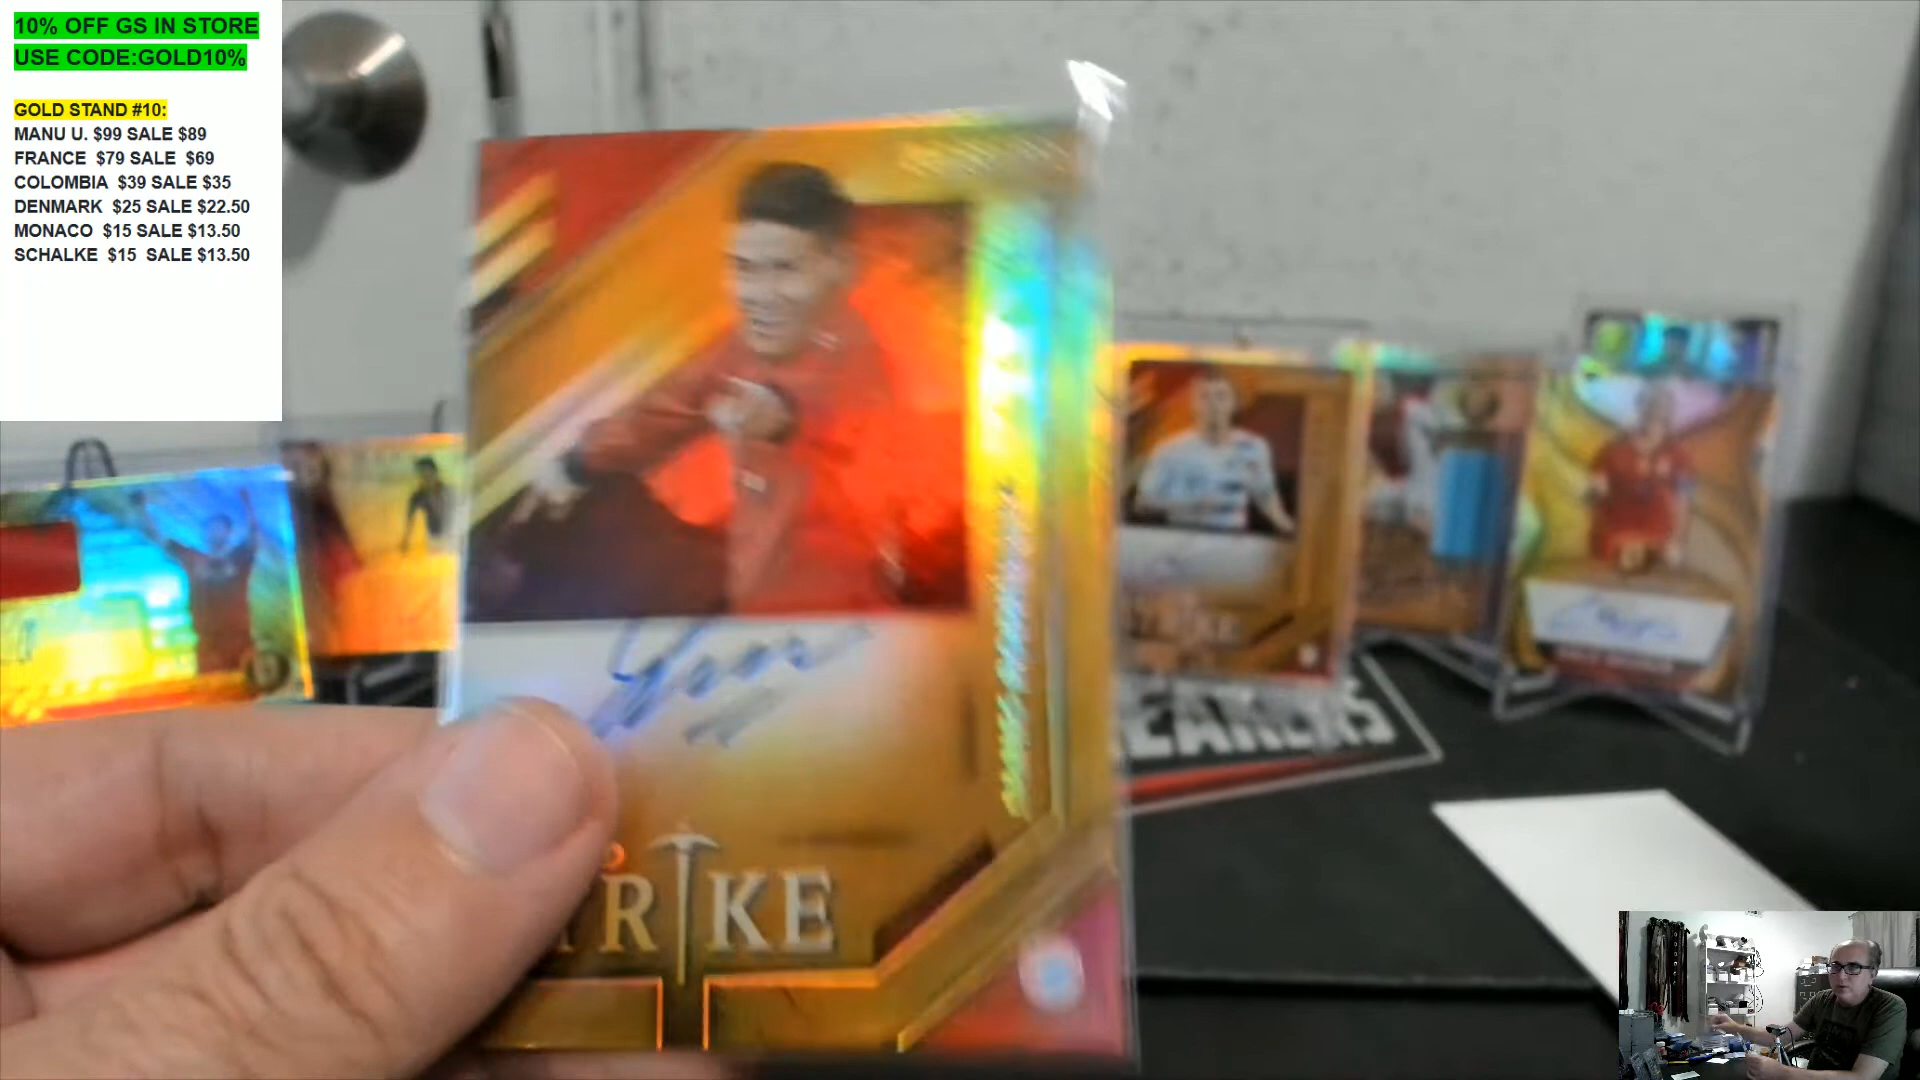 10% OFF GS IN STORE
USE CODE:GOLD10%
GOLD STAND #10:
MANU U. $99 SALE $89
FRANCE $79 SALE $69
COLOMBIA $39 SALE $35
DENMARK $25 SALE $22.50
MONACO $15 SALE $13.50
SCHALKE $15 SALE $13.50
TRIKE